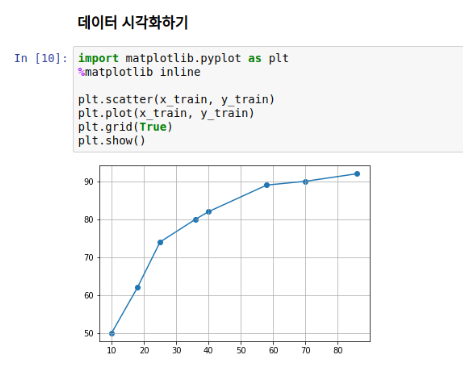 데이터 시각화하기
In [10]: import matplotlib.pyplot as plt
%matplotlib inline
plt.scatter(x_train, y_train)
plt.plot(x_train, y_train)
plt.grid(True)
plt.show()
90
80
70
60
50
10 20 30 40 50 60 70 80